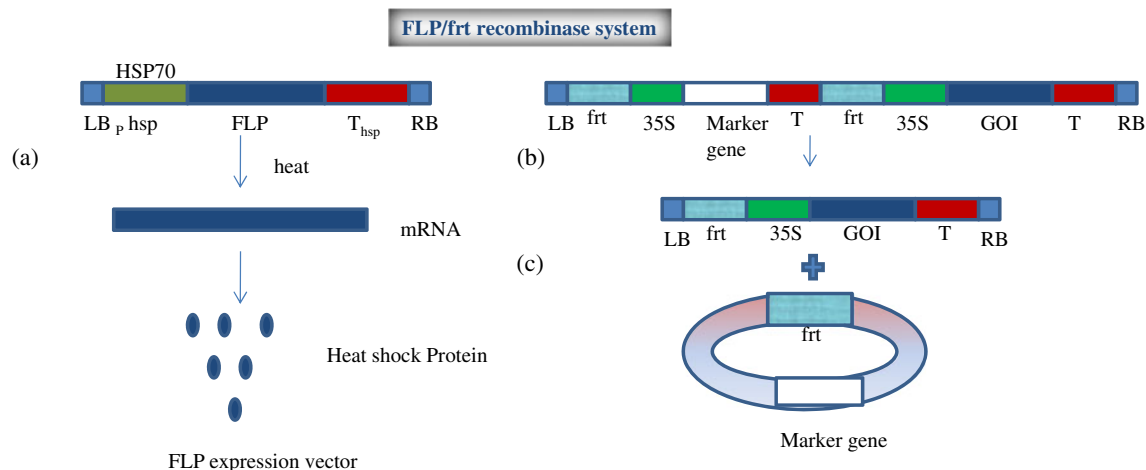 FLP/frt recombinase system
HSP70
LB P hsp FLP Thsp RB
(a)
heat
mRNA
Heat shock Protein
FLP expression vector
LB frt 35S Marker T frt 35S GOI T RB
gene
(b)
LB frt 35S GOI T RB
(c)
frt
Marker gene